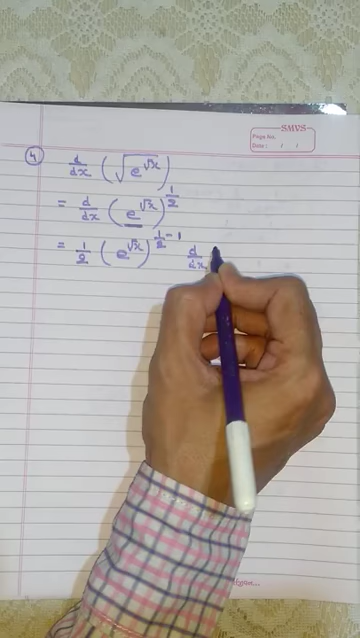 SMVS
Page No.
Date : / /
4
d/dx (√(e^√x))
= d/dx (e^√x)^1/2
= 1/2 (e^√x)^(1/2 - 1) d/dx